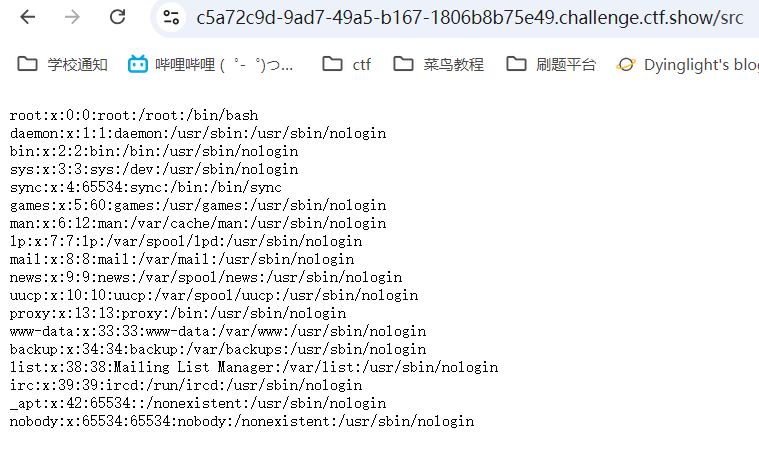 c5a72c9d-9ad7-49a5-b167-1806b8b75e49.challenge.ctf.show/src
学校通知 哔哩哔哩 (゜-゜)つ... ctf 菜鸟教程 刷题平台 Dyinglight's blo
root:x:0:0:root:/root:/bin/bash
daemon:x:1:1:daemon:/usr/sbin:/usr/sbin/nologin
bin:x:2:2:bin:/bin:/usr/sbin/nologin
sys:x:3:3:sys:/dev:/usr/sbin/nologin
sync:x:4:65534:sync:/bin:/bin/sync
games:x:5:60:games:/usr/games:/usr/sbin/nologin
man:x:6:12:man:/var/cache/man:/usr/sbin/nologin
lp:x:7:7:lp:/var/spool/lpd:/usr/sbin/nologin
mail:x:8:8:mail:/var/mail:/usr/sbin/nologin
news:x:9:9:news:/var/spool/news:/usr/sbin/nologin
uucp:x:10:10:uucp:/var/spool/uucp:/usr/sbin/nologin
proxy:x:13:13:proxy:/bin:/usr/sbin/nologin
www-data:x:33:33:www-data:/var/www:/usr/sbin/nologin
backup:x:34:34:backup:/var/backups:/usr/sbin/nologin
list:x:38:38:Mailing List Manager:/var/list:/usr/sbin/nologin
irc:x:39:39:ircd:/run/ircd:/usr/sbin/nologin
_apt:x:42:65534::/nonexistent:/usr/sbin/nologin
nobody:x:65534:65534:nobody:/nonexistent:/usr/sbin/nologin